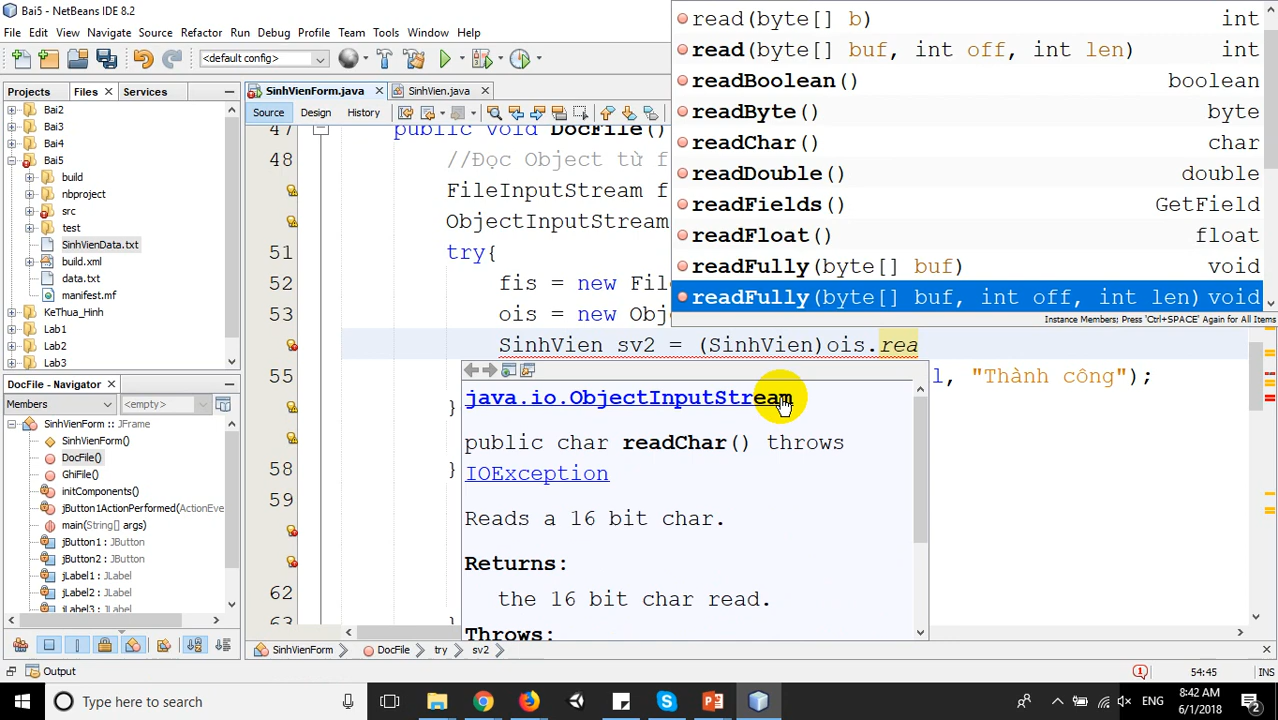 Bai5 - NetBeans IDE 8.2
File Edit View Navigate Source Refactor Run Debug Profile Team Tools Window Help
<default config>
Projects Files Services
Bai2
Bai3
Bai4
Bai5
build
nbproject
src
test
SinhVienData.txt
build.xml
data.txt
manifest.mf
KeThua_Hinh
Lab1
Lab2
Lab3
DocFile - Navigator
Members <empty>
SinhVienForm :: JFrame
SinhVienForm()
DocFile()
GhiFile()
initComponents()
jButton1ActionPerformed(ActionEve
main(String[] args)
jButton1 : JButton
jButton2 : JButton
jLabel1 : JLabel
jLabel2 : JLabel
jLabel3 : JLabel
SinhVienForm.java SinhVien.java
Source Design History
47 public void DocFile()
48 //Đọc Object từ f
FileInputStream f
ObjectInputStream
51 try{
52 fis = new File
53 ois = new Obj
SinhVien sv2 = (SinhVien)ois.rea
55 l, "Thành công");
}
58 }
59
62
63 }
read(byte[] b) int
read(byte[] buf, int off, int len) int
readBoolean() boolean
readByte() byte
readChar() char
readDouble() double
readFields() GetField
readFloat() float
readFully(byte[] buf) void
readFully(byte[] buf, int off, int len) void
Instance Members; Press 'Ctrl+SPACE' Again for All Items
java.io.ObjectInputStream
public char readChar() throws
IOException
Reads a 16 bit char.
Returns:
the 16 bit char read.
Throws:
SinhVienForm DocFile try sv2
Output
1
54:45 INS
Type here to search
ENG
8:42 AM
6/1/2018
2